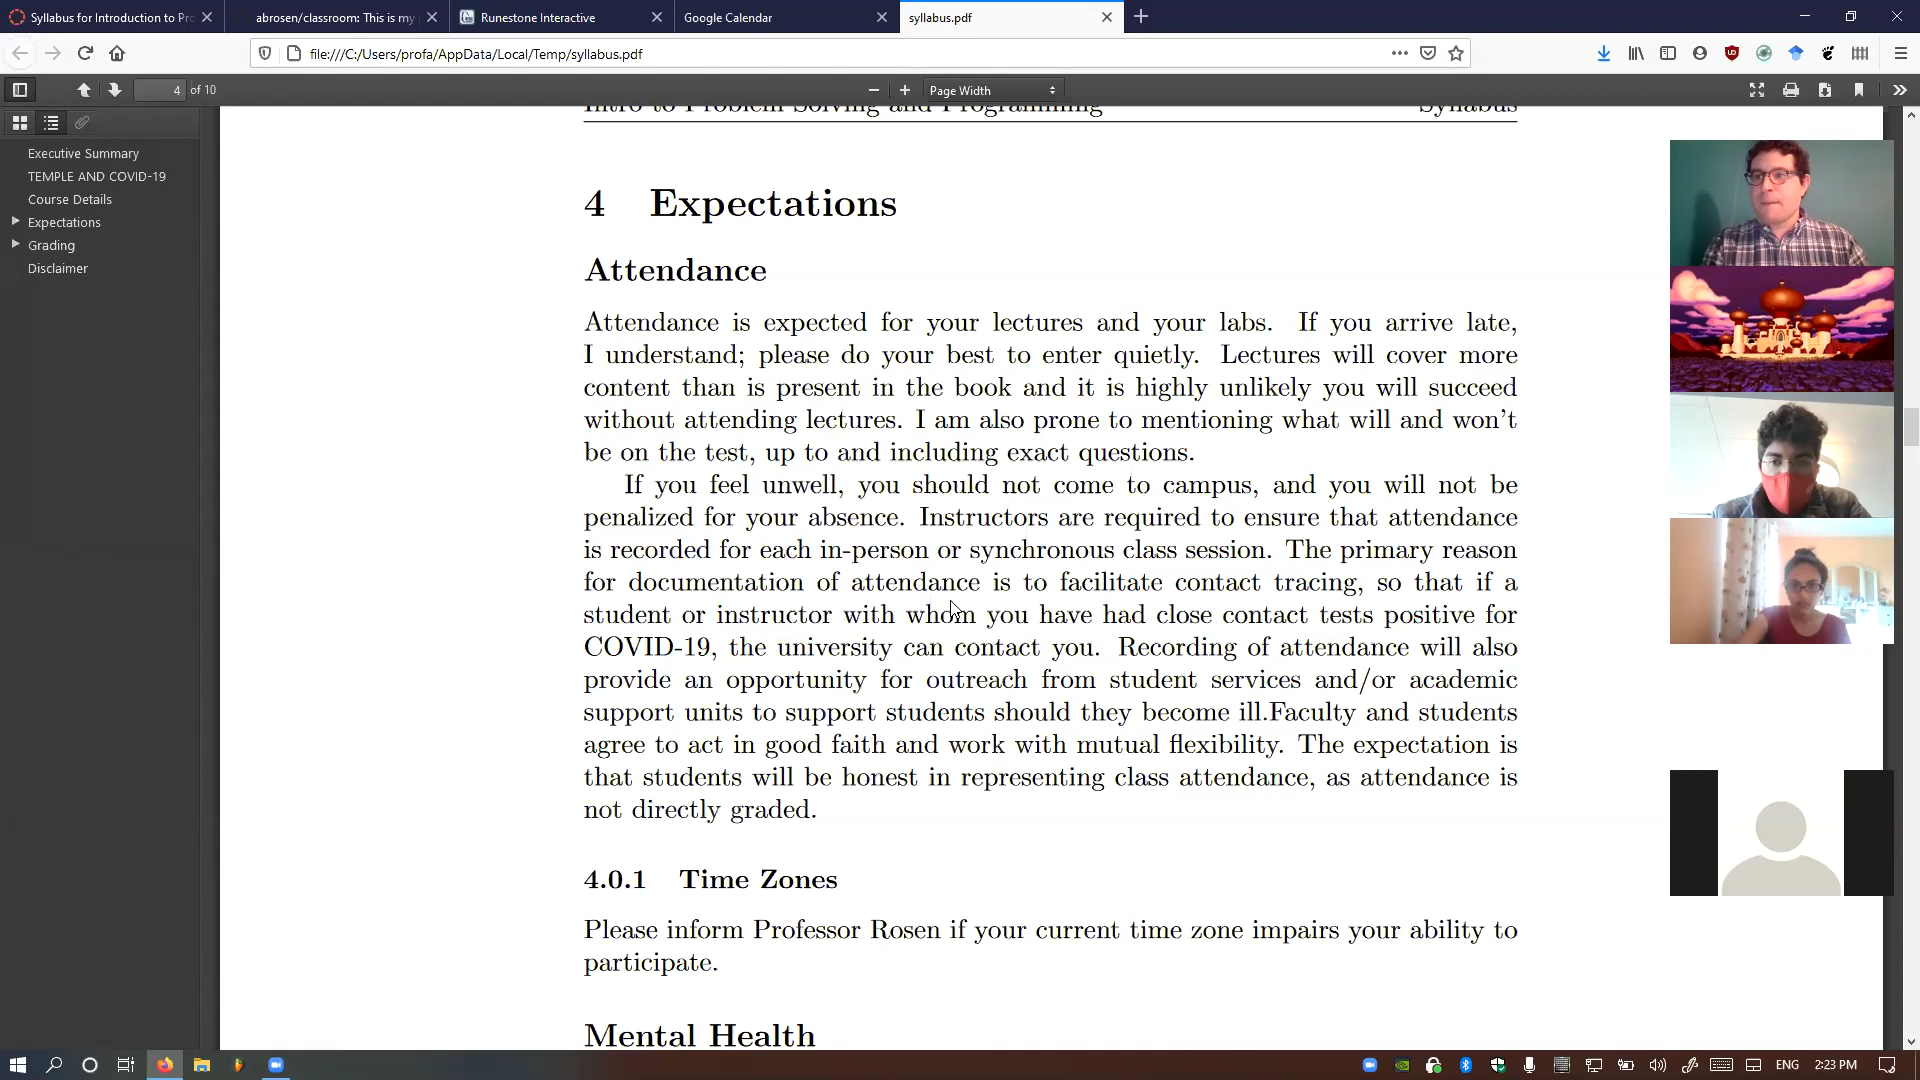 Syllabus for Introduction to Pro
abrosen/classroom: This is my
Runestone Interactive
Google Calendar
syllabus.pdf
file:///C:/Users/profa/AppData/Local/Temp/syllabus.pdf
4 of 10
Page Width
Executive Summary
TEMPLE AND COVID-19
Course Details
Expectations
Grading
Disclaimer
Intro to Problem Solving and Programming Syllabus
4 Expectations
Attendance
Attendance is expected for your lectures and your labs. If you arrive late,
I understand; please do your best to enter quietly. Lectures will cover more
content than is present in the book and it is highly unlikely you will succeed
without attending lectures. I am also prone to mentioning what will and won't
be on the test, up to and including exact questions.
If you feel unwell, you should not come to campus, and you will not be
penalized for your absence. Instructors are required to ensure that attendance
is recorded for each in-person or synchronous class session. The primary reason
for documentation of attendance is to facilitate contact tracing, so that if a
student or instructor with whom you have had close contact tests positive for
COVID-19, the university can contact you. Recording of attendance will also
provide an opportunity for outreach from student services and/or academic
support units to support students should they become ill.Faculty and students
agree to act in good faith and work with mutual flexibility. The expectation is
that students will be honest in representing class attendance, as attendance is
not directly graded.
4.0.1 Time Zones
Please inform Professor Rosen if your current time zone impairs your ability to
participate.
Mental Health
ENG
2:23 PM